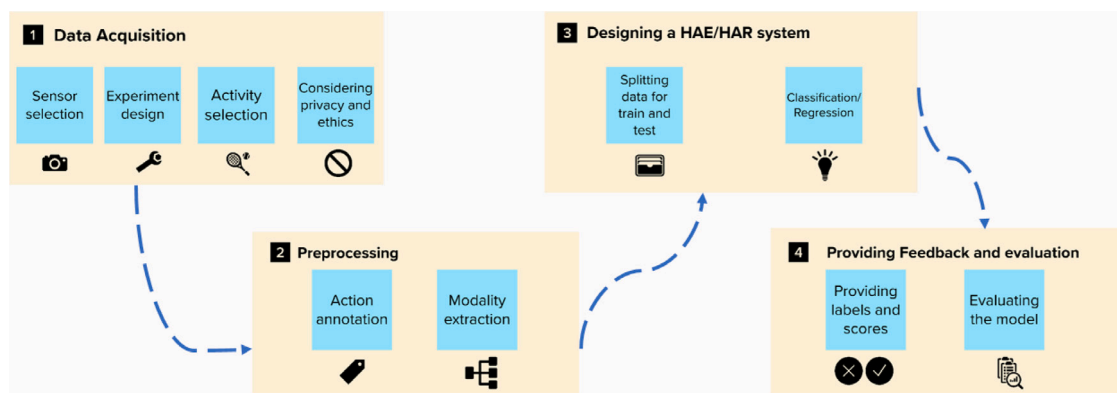 1 Data Acquisition
Sensor
selection
Experiment
design
Activity
selection
Considering
privacy and
ethics
2 Preprocessing
Action
annotation
Modality
extraction
3 Designing a HAE/HAR system
Splitting
data for
train and
test
Classification/
Regression
4 Providing Feedback and evaluation
Providing
labels and
scores
Evaluating
the model